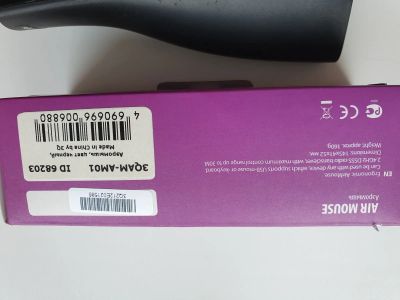 AIR MOUSE
Аэромышь
EN
Ergonomic AirMouse.
Can be used with any device, which supports USB-mouse or keyboard
2.4GHz DSSS radio transceiver, with maximum control range up to 30M
Dimensions:
Weight: approx. 160g
CE
3QAM-AM01 ID 68203
Аэромышь, цвет черный,
Made in China by 3Q
4 690696 006880